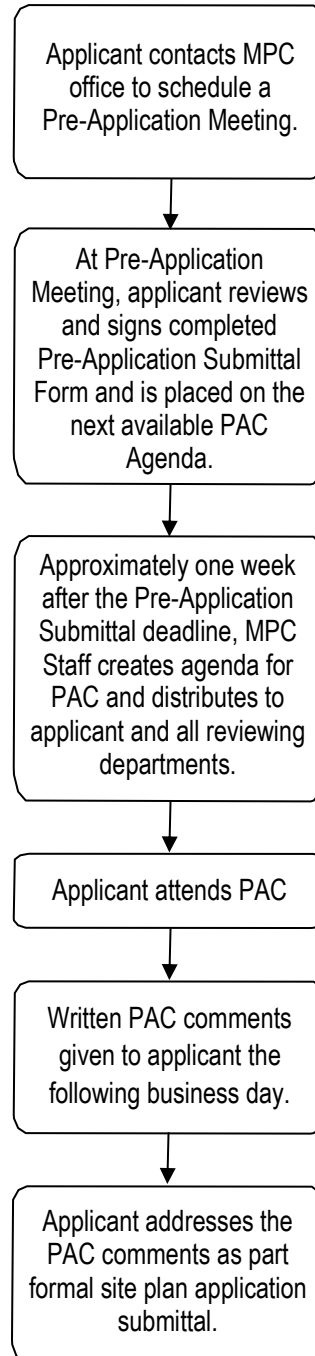 Applicant contacts MPC
office to schedule a
Pre-Application Meeting.
At Pre-Application
Meeting, applicant reviews
and signs completed
Pre-Application Submittal
Form and is placed on the
next available PAC
Agenda.
Approximately one week
after the Pre-Application
Submittal deadline, MPC
Staff creates agenda for
PAC and distributes to
applicant and all reviewing
departments.
Applicant attends PAC
Written PAC comments
given to applicant the
following business day.
Applicant addresses the
PAC comments as part
formal site plan application
submittal.